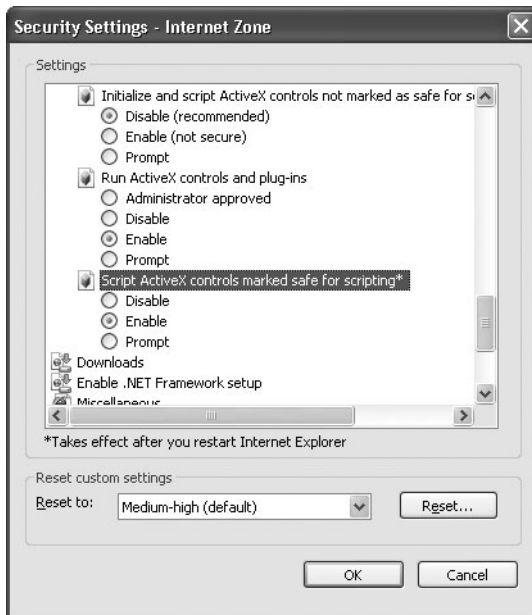 Security Settings - Internet Zone
Settings
Initialize and script ActiveX controls not marked as safe for s
Disable (recommended)
Enable (not secure)
Prompt
Run ActiveX controls and plug-ins
Administrator approved
Disable
Enable
Prompt
Script ActiveX controls marked safe for scripting*
Disable
Enable
Prompt
Downloads
Enable .NET Framework setup
Miscellaneous
*Takes effect after you restart Internet Explorer
Reset custom settings
Reset to: Medium-high (default) Reset...
OK Cancel